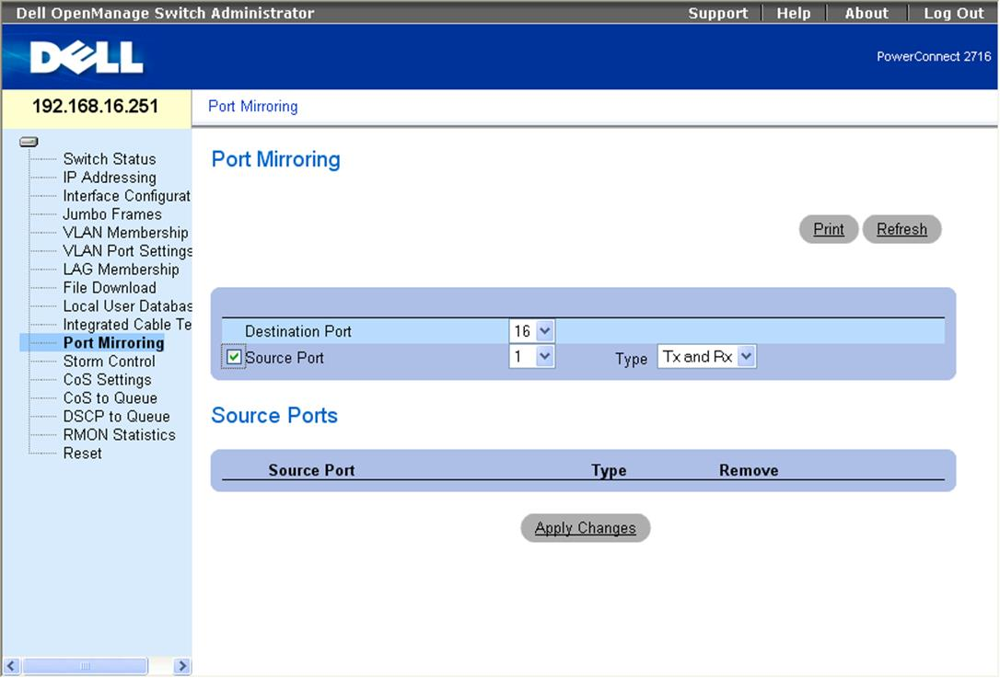 Dell OpenManage Switch Administrator
Support Help About Log Out
DELL
PowerConnect 2716
192.168.16.251
Port Mirroring
Switch Status
IP Addressing
Interface Configurat
Jumbo Frames
VLAN Membership
VLAN Port Settings
LAG Membership
File Download
Local User Databas
Integrated Cable Te
Port Mirroring
Storm Control
CoS Settings
CoS to Queue
DSCP to Queue
RMON Statistics
Reset
Port Mirroring
Print Refresh
Destination Port 16
Source Port 1 Type Tx and Rx
Source Ports
Source Port Type Remove
Apply Changes